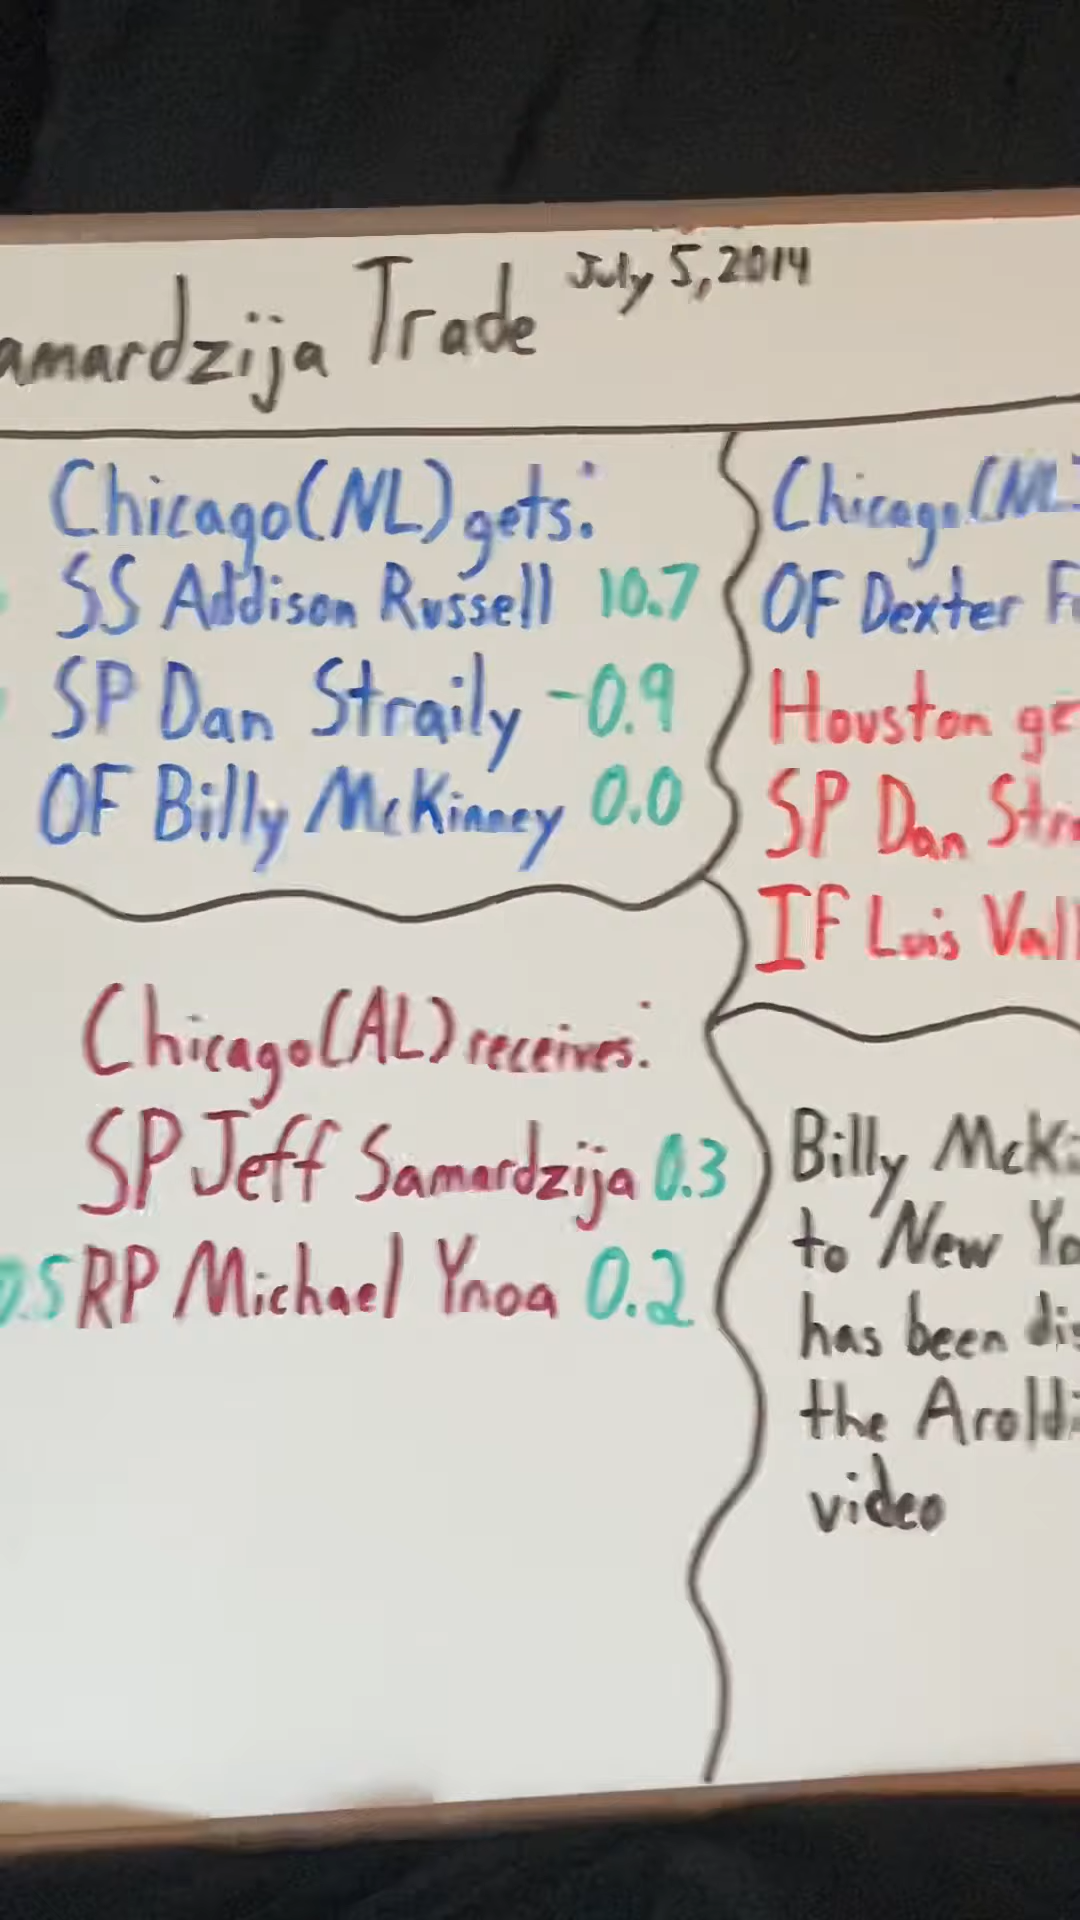 amardzija Trade July 5, 2014
Chicago (NL) gets:
SS Addison Russell 10.7
SP Dan Straily -0.9
OF Billy McKinney 0.0
Chicago (AL) receives:
SP Jeff Samardzija 0.3
RP Michael Ynoa 0.2
Chicago (NL)
OF Dexter
Houston
SP Dan
IF Luis
Billy
to New
has been
the
video